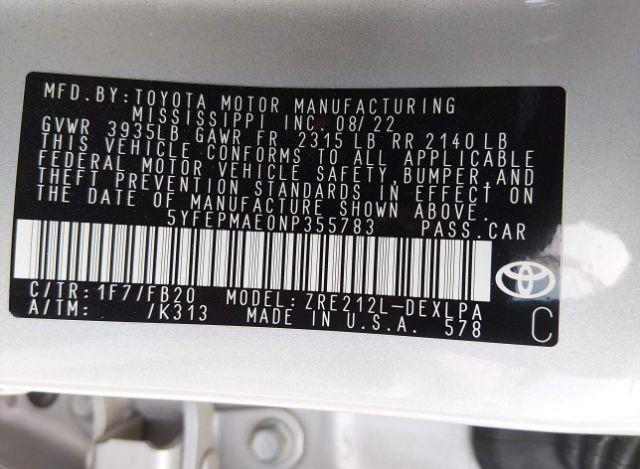 MFD. BY: TOYOTA MOTOR MANUFACTURING
MISSISSIPPI INC. 08/22
GVWR 3935LB GAWR FR 2315 LB RR 2140 LB
THIS VEHICLE CONFORMS TO ALL APPLICABLE
FEDERAL MOTOR VEHICLE SAFETY, BUMPER, AND
THEFT PREVENTION STANDARDS IN EFFECT ON
THE DATE OF MANUFACTURE SHOWN ABOVE.
5YFEPMAE0NP355783 PASS. CAR
C/TR: 1F7/FB20 MODEL: ZRE212L-DEXLPA
A/TM: /K313 MADE IN U.S.A. 578 C